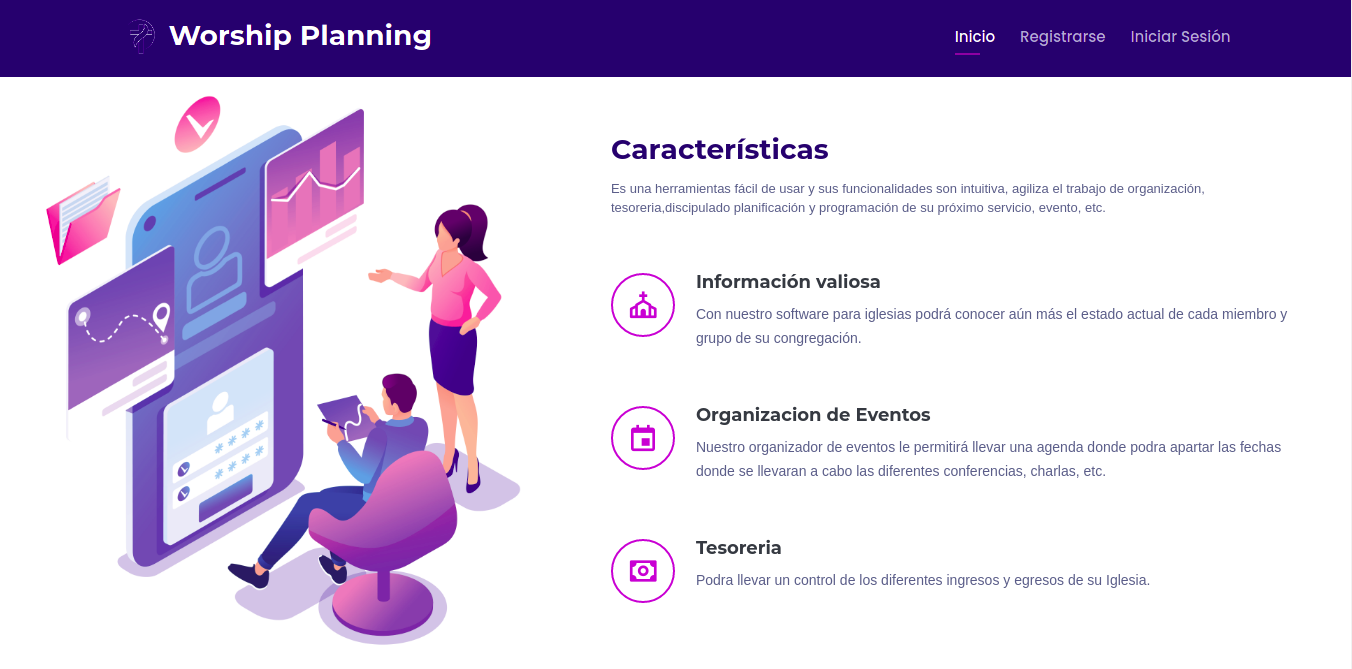 Worship Planning
Inicio Registrarse Iniciar Sesión
Características
Es una herramientas fácil de usar y sus funcionalidades son intuitiva, agiliza el trabajo de organización,
tesoreria,discipulado planificación y programación de su próximo servicio, evento, etc.
Información valiosa
Con nuestro software para iglesias podrá conocer aún más el estado actual de cada miembro y
grupo de su congregación.
Organizacion de Eventos
Nuestro organizador de eventos le permitirá llevar una agenda donde podra apartar las fechas
donde se llevaran a cabo las diferentes conferencias, charlas, etc.
Tesoreria
Podra llevar un control de los diferentes ingresos y egresos de su Iglesia.